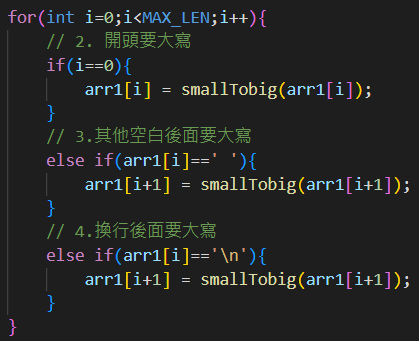 for(int i=0;i<MAX_LEN;i++){
    // 2. 開頭要大寫
    if(i==0){
        arr1[i] = smallTobig(arr1[i]);
    }
    // 3.其他空白後面要大寫
    else if(arr1[i]==' '){
        arr1[i+1] = smallTobig(arr1[i+1]);
    }
    // 4.換行後面要大寫
    else if(arr1[i]=='\n'){
        arr1[i+1] = smallTobig(arr1[i+1]);
    }
}